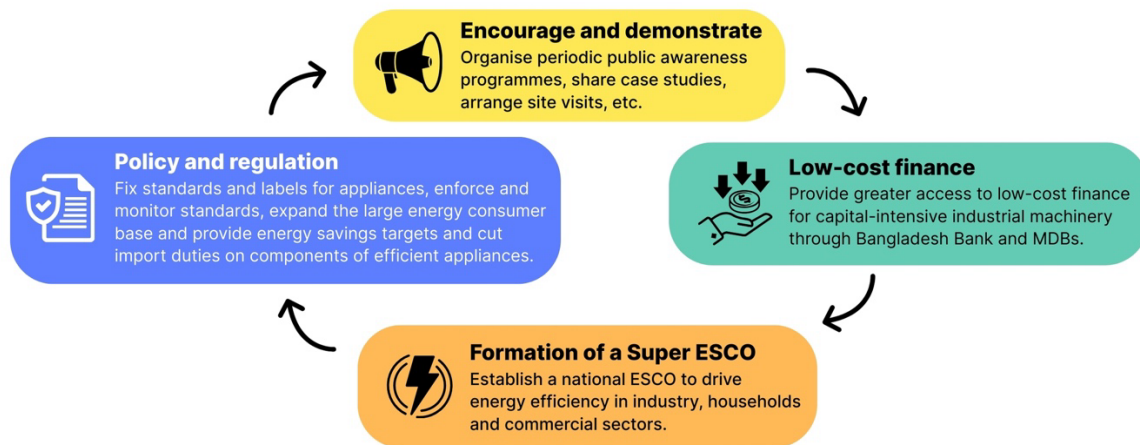 Encourage and demonstrate
Organise periodic public awareness
programmes, share case studies,
arrange site visits, etc.
Policy and regulation
Fix standards and labels for appliances, enforce and
monitor standards, expand the large energy consumer
base and provide energy savings targets and cut
import duties on components of efficient appliances.
Low-cost finance
Provide greater access to low-cost finance
for capital-intensive industrial machinery
through Bangladesh Bank and MDBs.
Formation of a Super ESCO
Establish a national ESCO to drive
energy efficiency in industry, households
and commercial sectors.